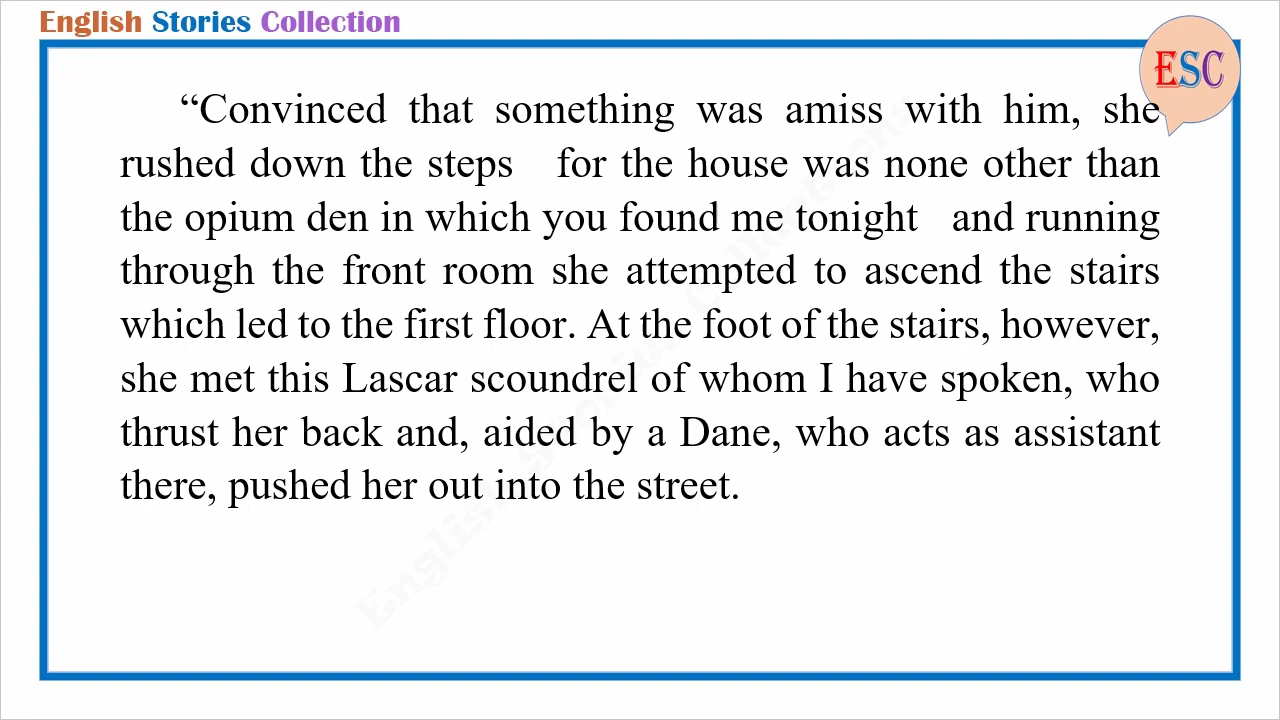 English Stories Collection
ESC
“Convinced that something was amiss with him, she
rushed down the steps for the house was none other than
the opium den in which you found me tonight and running
through the front room she attempted to ascend the stairs
which led to the first floor. At the foot of the stairs, however,
she met this Lascar scoundrel of whom I have spoken, who
thrust her back and, aided by a Dane, who acts as assistant
there, pushed her out into the street.
English Stories Collections